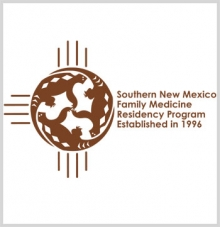 Southern New Mexico
Family Medicine
Residency Program
Established in 1996